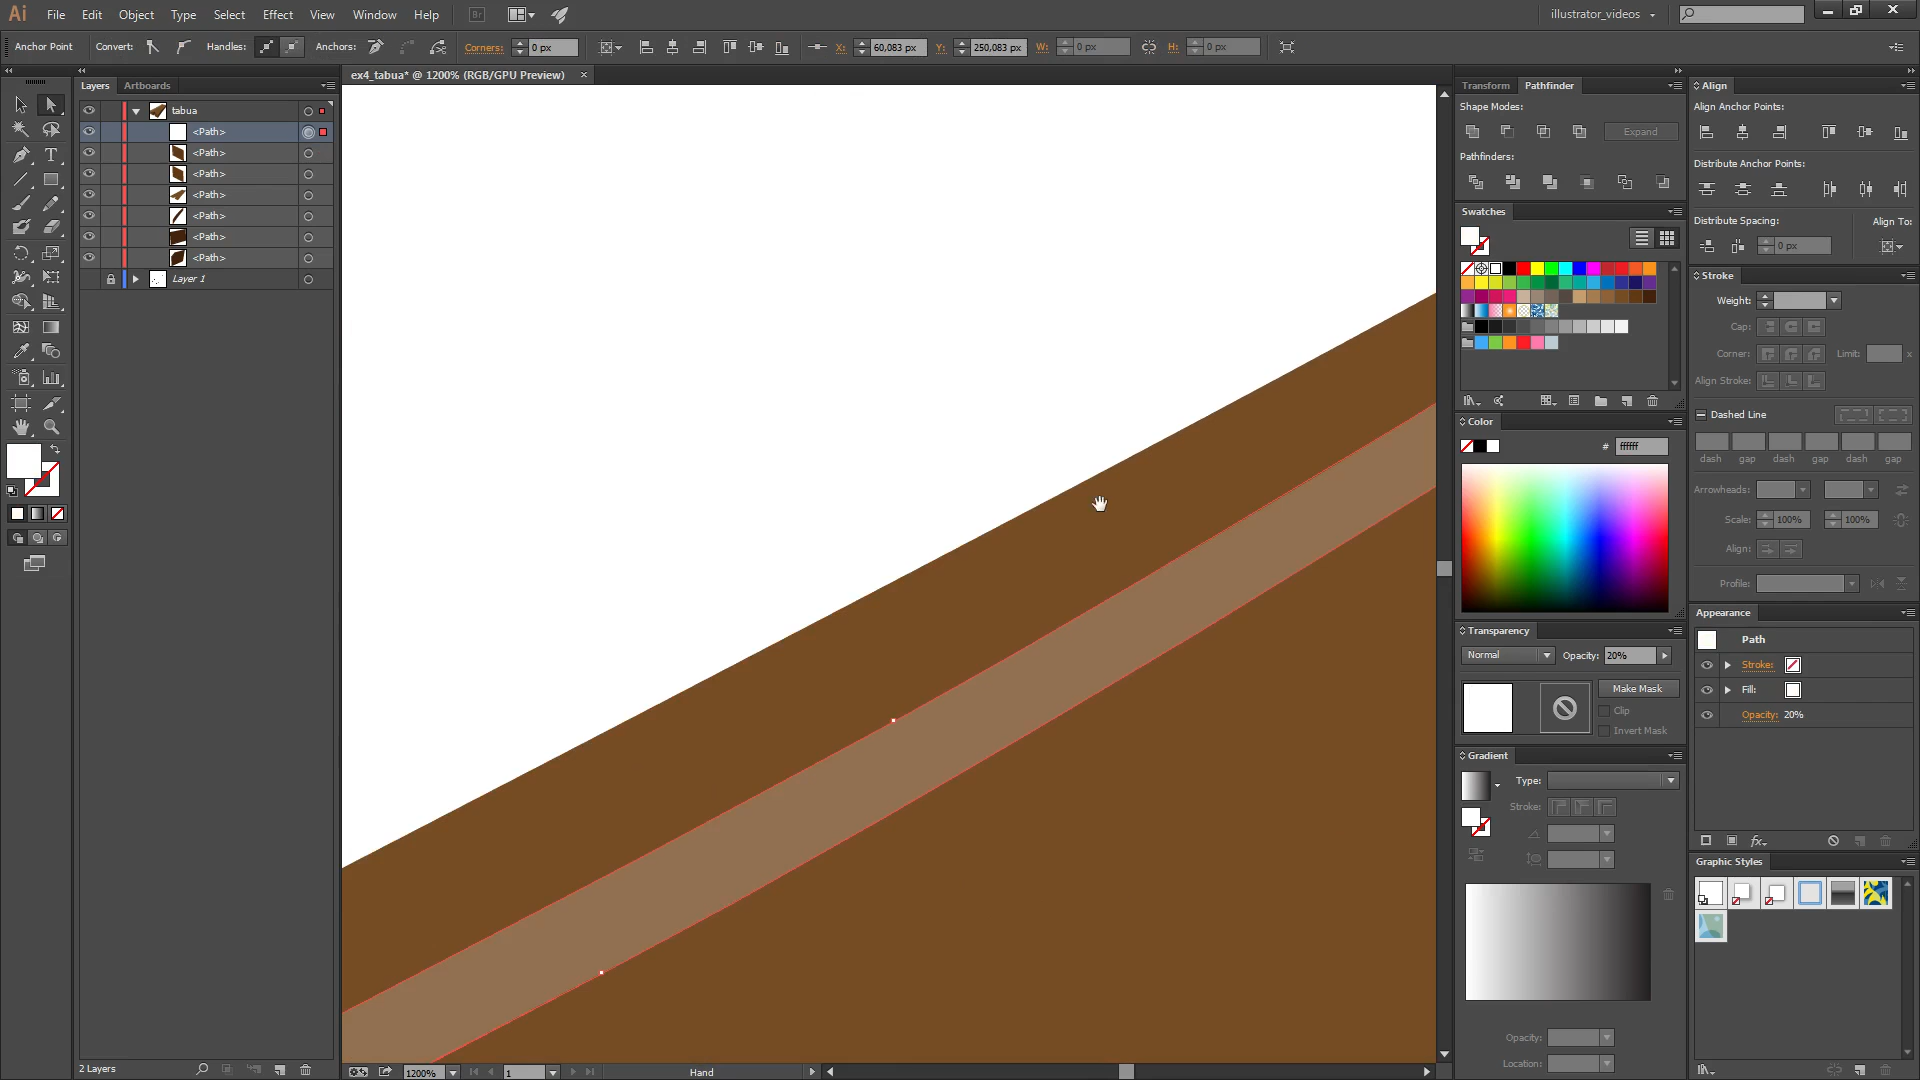 Ai File Edit Object Type Select Effect View Window Help Br illustrator_videos
Anchor Point Convert: Handles: Anchors: Corners: 0 px X: 60,083 px Y: 250,083 px W: 0 px H: 0 px
Layers Artboards
ex4_tabua* @ 1200% (RGB/GPU Preview) ×
tabua
<Path>
<Path>
<Path>
<Path>
<Path>
<Path>
<Path>
Layer 1
2 Layers
1200% 1 Hand
Transform Pathfinder
Shape Modes:
Expand
Pathfinders:
Swatches
Color
# ffffff
Transparency
Normal Opacity: 20%
Make Mask
Clip
Invert Mask
Gradient
Type:
Stroke:
Opacity:
Location:
Align
Align Anchor Points:
Distribute Anchor Points:
Distribute Spacing: Align To:
0 px
Stroke
Weight:
Cap:
Corner: Limit: x
Align Stroke:
Dashed Line
dash gap dash gap dash gap
Arrowheads:
Scale: 100% 100%
Align:
Profile:
Appearance
Path
Stroke:
Fill:
Opacity: 20%
fx
Graphic Styles